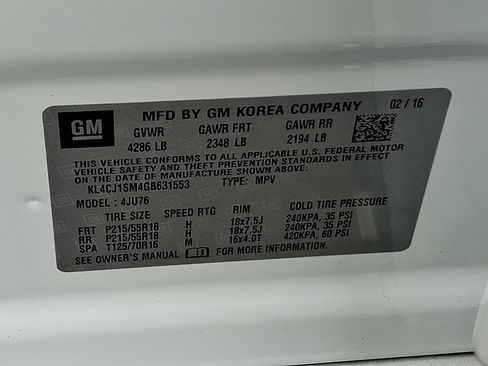 GM
MFD BY GM KOREA COMPANY 02 / 16
GVWR GAWR FRT GAWR RR
4286 LB 2348 LB 2194 LB
THIS VEHICLE CONFORMS TO ALL APPLICABLE U.S. FEDERAL MOTOR
VEHICLE SAFETY AND THEFT PREVENTION STANDARDS IN EFFECT ON
THE DATE OF MANUFACTURE SHOWN ABOVE.
KL4CJ1SM4GB631553 TYPE: MPV
MODEL : 4JU76
TIRE SIZE SPEED RTG RIM COLD TIRE PRESSURE
FRT P215/55R18 H 18x7.5J 240KPA, 35 PSI
RR P215/55R18 H 18x7.5J 240KPA, 35 PSI
SPA T125/70R16 M 16x4.0T 420KPA, 60 PSI
SEE OWNER'S MANUAL FOR MORE INFORMATION.